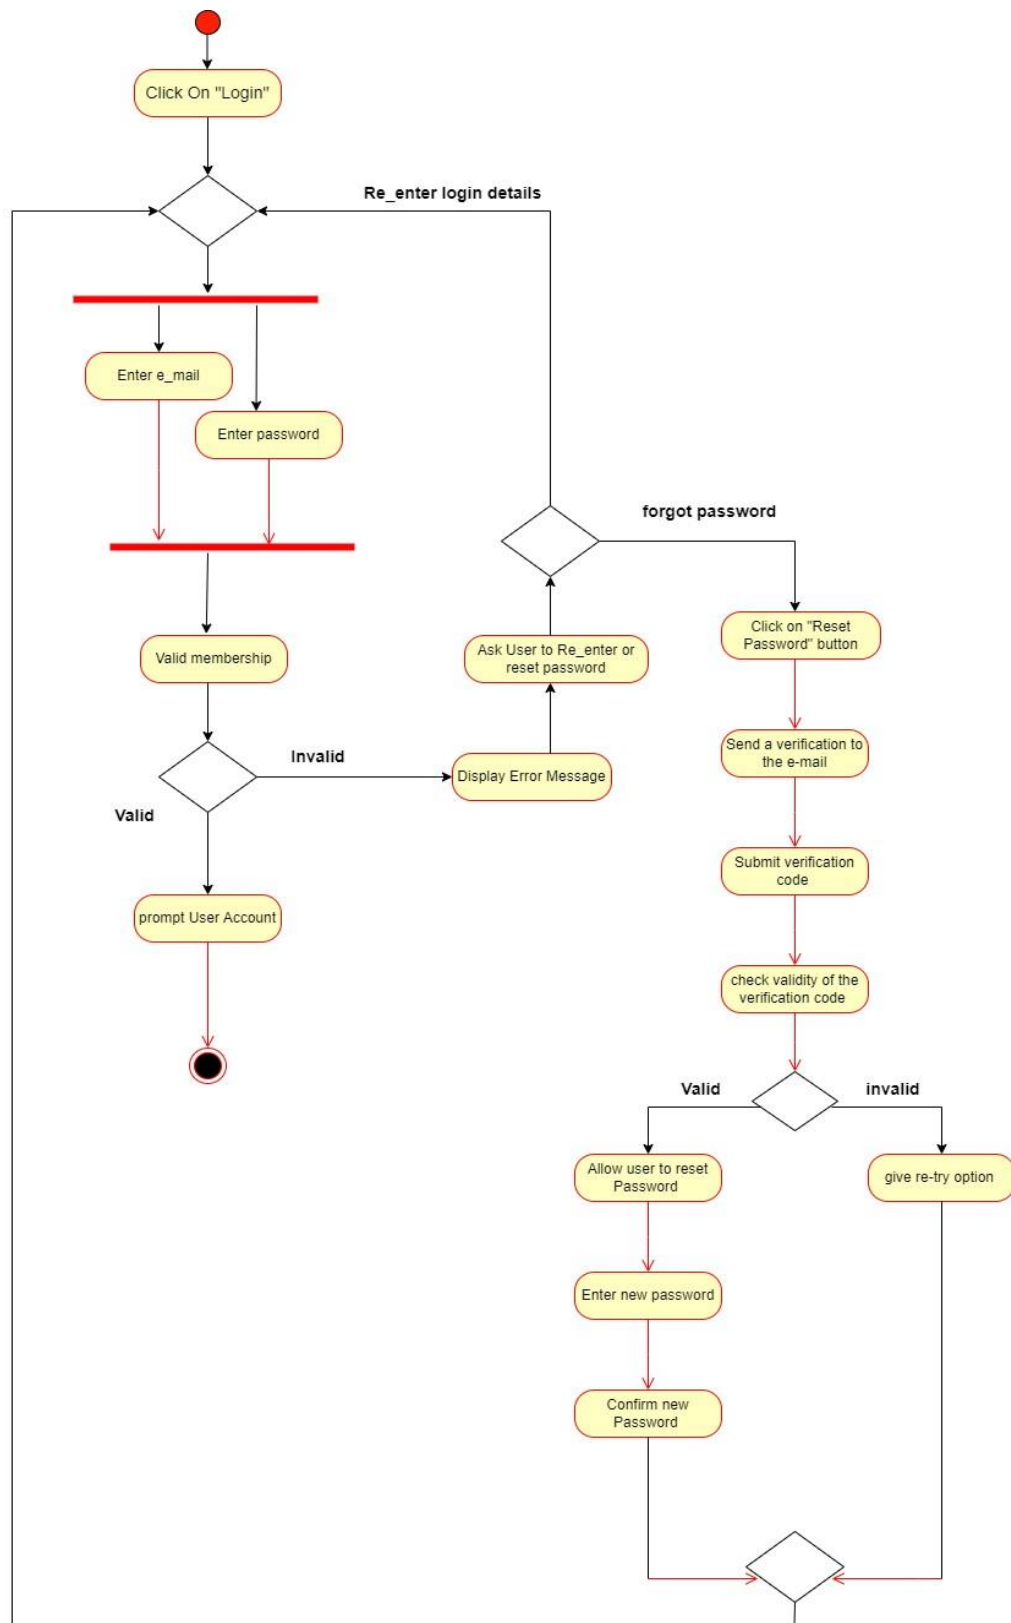 Click On "Login"
Re_enter login details
Enter e_mail
Enter password
forgot password
Click on "Reset
Password" button
Ask User to Re_enter or
reset password
Valid membership
Send a verification to
the e-mail
Invalid
Display Error Message
Valid
Submit verification
code
prompt User Account
check validity of the
verification code
Valid
invalid
Allow user to reset
Password
give re-try option
Enter new password
Confirm new
Password